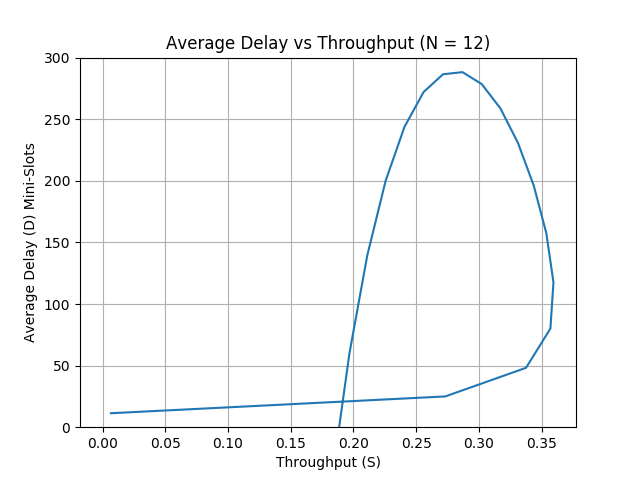 Average Delay vs Throughput (N = 12)
300
250
200
150
100
50
0
Average Delay (D) Mini-Slots
0.00 0.05 0.10 0.15 0.20 0.25 0.30 0.35
Throughput (S)